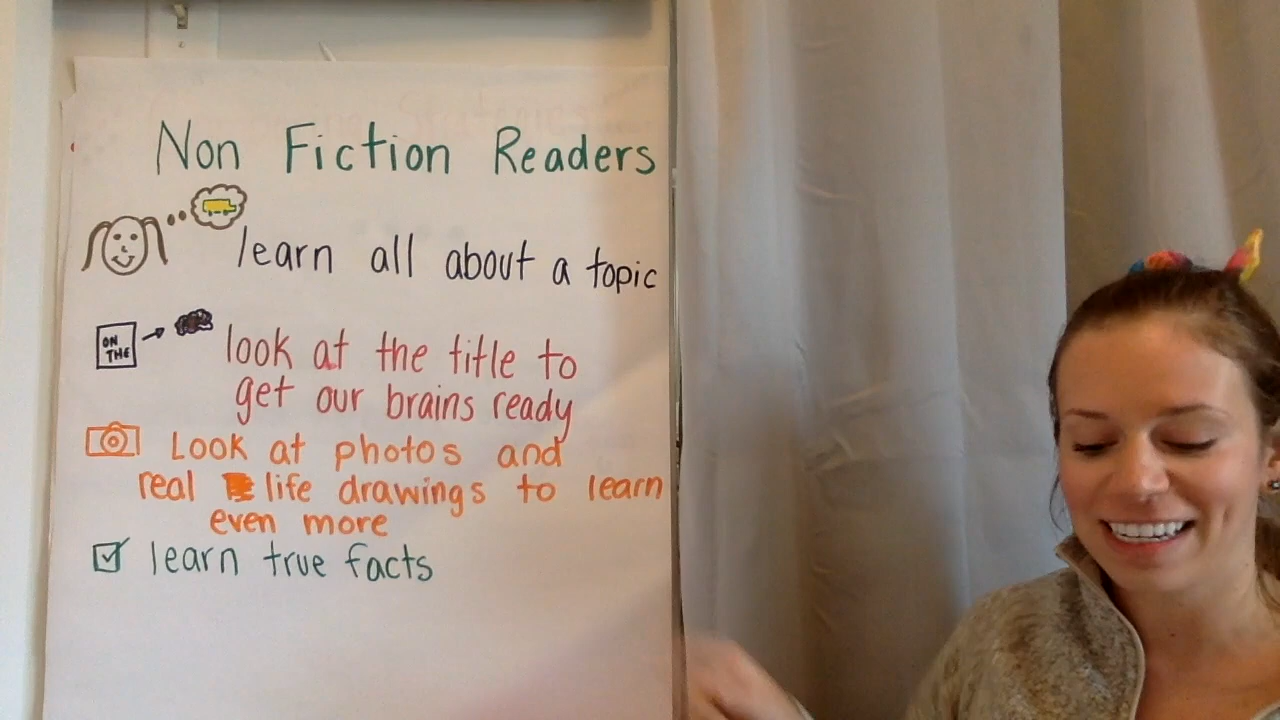 Non Fiction Readers
learn all about a topic
ON
THE
look at the title to
get our brains ready
Look at photos and
real life drawings to learn
even more
learn true facts